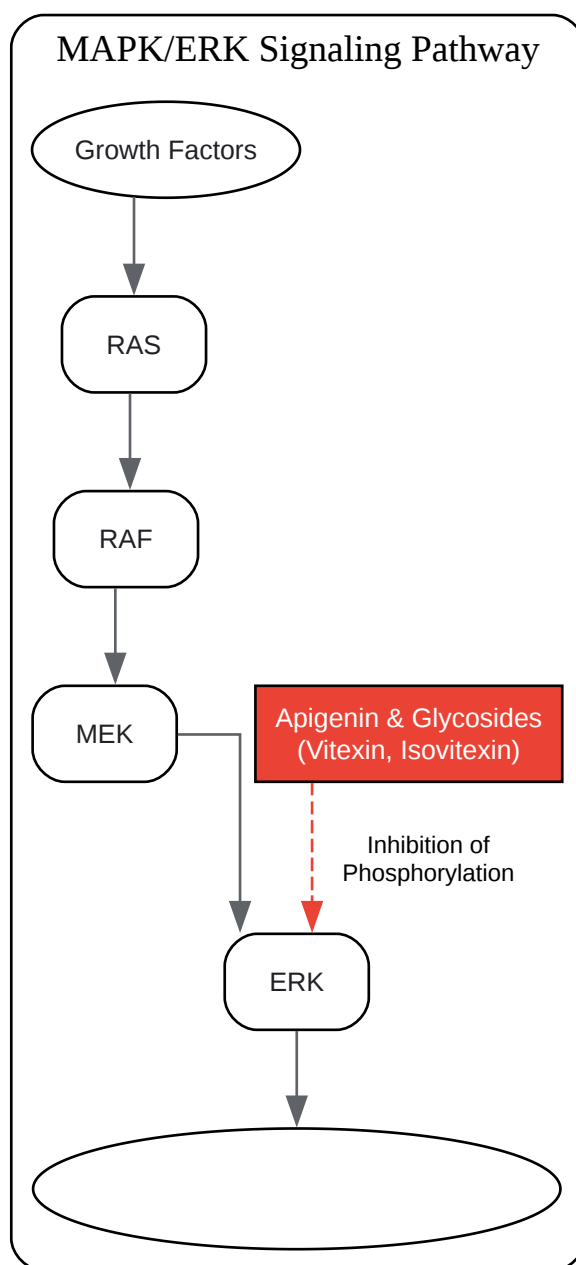 MAPK/ERK Signaling Pathway
Growth Factors
RAS
RAF
MEK
Apigenin & Glycosides
(Vitexin, Isovitexin)
Inhibition of
Phosphorylation
ERK